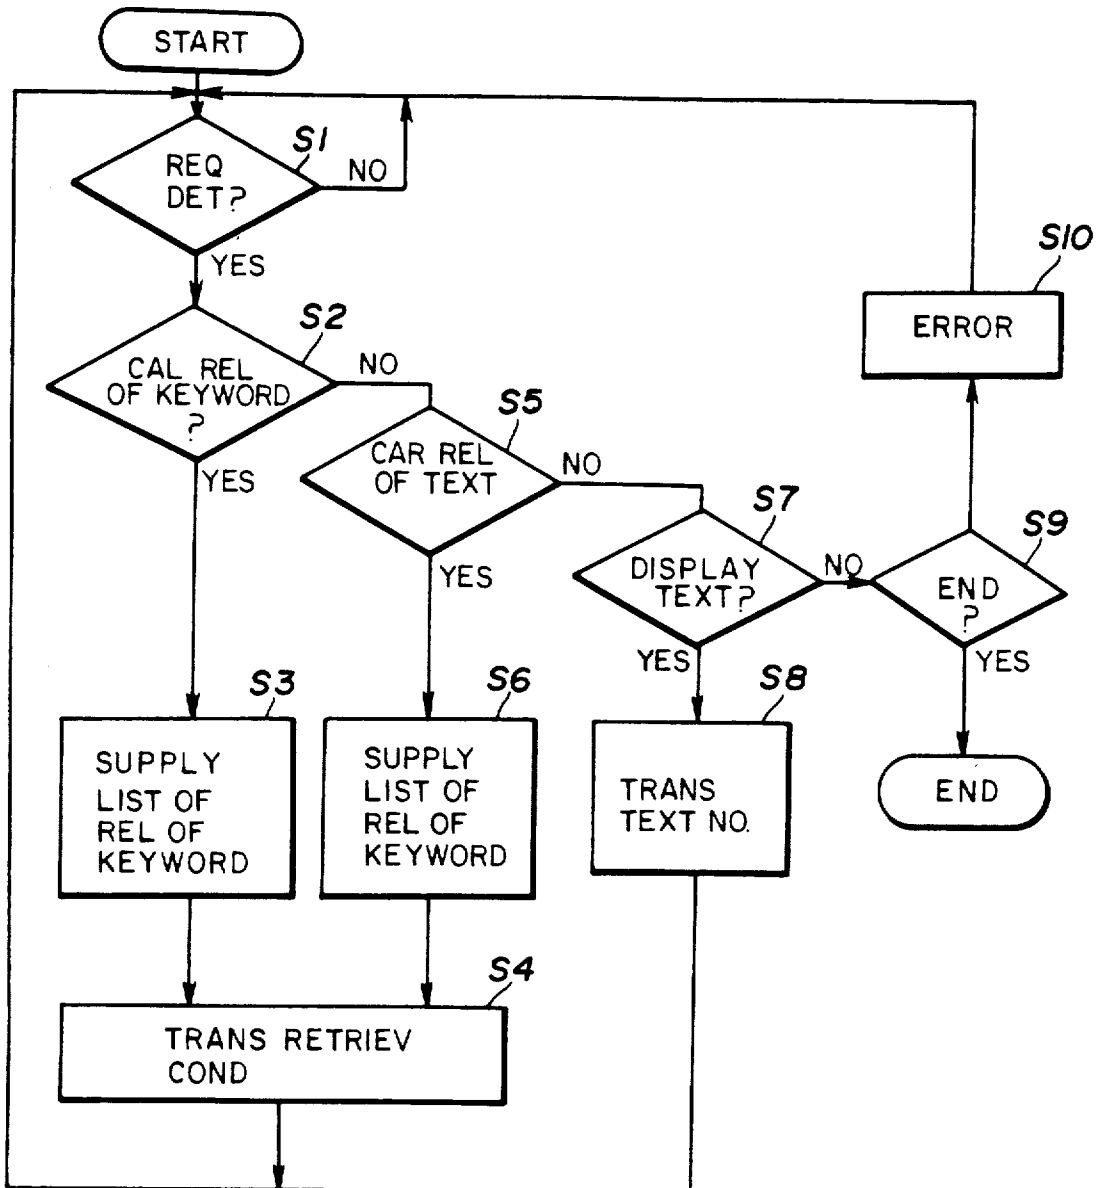 START
S1
REQ
DET?
NO
YES
S10
ERROR
S2
CAL REL
OF KEYWORD
?
NO
YES
S5
CAR REL
OF TEXT
NO
YES
S7
DISPLAY
TEXT?
NO
YES
S9
END
?
YES
S3
SUPPLY
LIST OF
REL OF
KEYWORD
S6
SUPPLY
LIST OF
REL OF
KEYWORD
S8
TRANS
TEXT NO.
END
S4
TRANS RETRIEV
COND